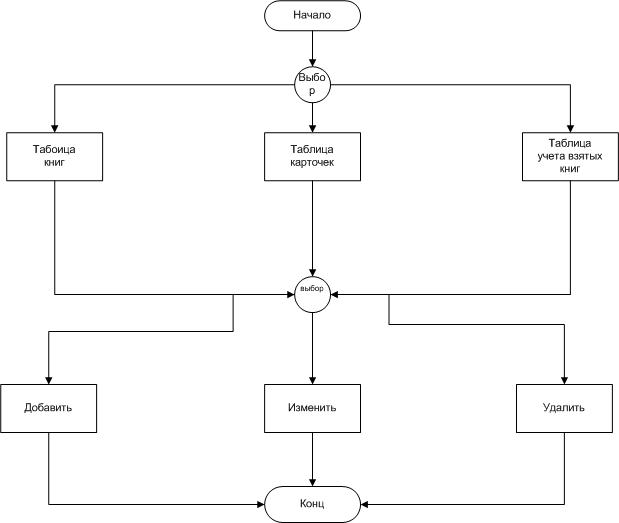 Начало
Выбо
р
Табоица
книг
Таблица
карточек
Таблица
учета взятых
книг
выбор
Добавить
Изменить
Удалить
Конц